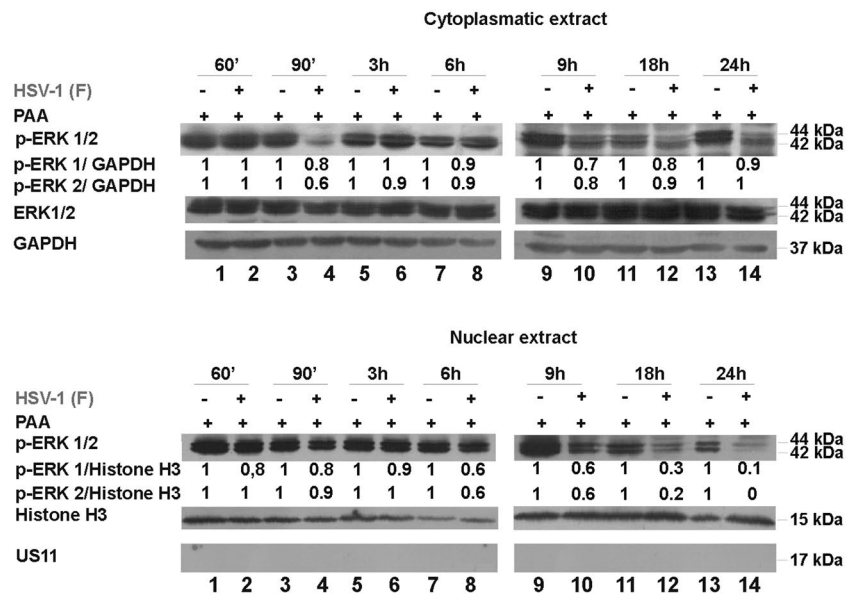 Cytoplasmatic extract
60’ 90’ 3h 6h 9h 18h 24h
HSV-1 (F) - + - + - + - + - + - + - +
PAA + + + + + + + + + + + + + +
p-ERK 1/2 44 kDa
42 kDa
p-ERK 1/ GAPDH 1 1 1 0.8 1 1 1 0.9 1 0.7 1 0.8 1 0.9
p-ERK 2/ GAPDH 1 1 1 0.6 1 0.9 1 0.9 1 0.8 1 0.9 1 1
ERK1/2 44 kDa
42 kDa
GAPDH 37 kDa
1 2 3 4 5 6 7 8 9 10 11 12 13 14
Nuclear extract
60’ 90’ 3h 6h 9h 18h 24h
HSV-1 (F) - + - + - + - + - + - + - +
PAA + + + + + + + + + + + + + +
p-ERK 1/2 44 kDa
42 kDa
p-ERK 1/Histone H3 1 0,8 1 0.8 1 0.9 1 0.6 1 0.6 1 0.3 1 0.1
p-ERK 2/Histone H3 1 1 1 0.9 1 1 1 0.6 1 0.6 1 0.2 1 0
Histone H3 15 kDa
US11 17 kDa
1 2 3 4 5 6 7 8 9 10 11 12 13 14